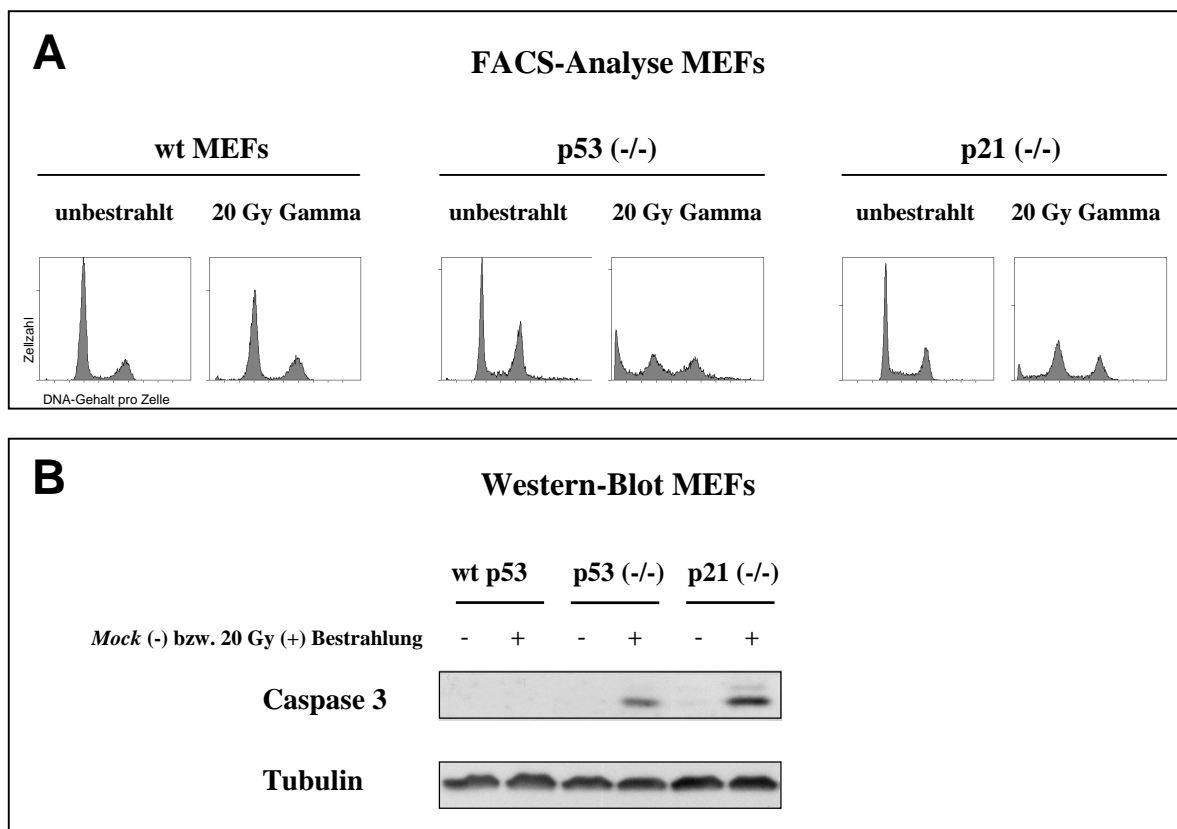 A
FACS-Analyse MEFs
wt MEFs p53 (-/-) p21 (-/-)
unbestrahlt 20 Gy Gamma unbestrahlt 20 Gy Gamma unbestrahlt 20 Gy Gamma
Zellzahl
DNA-Gehalt pro Zelle
B
Western-Blot MEFs
wt p53 p53 (-/-) p21 (-/-)
Mock (-) bzw. 20 Gy (+) Bestrahlung - + - + - +
Caspase 3
Tubulin